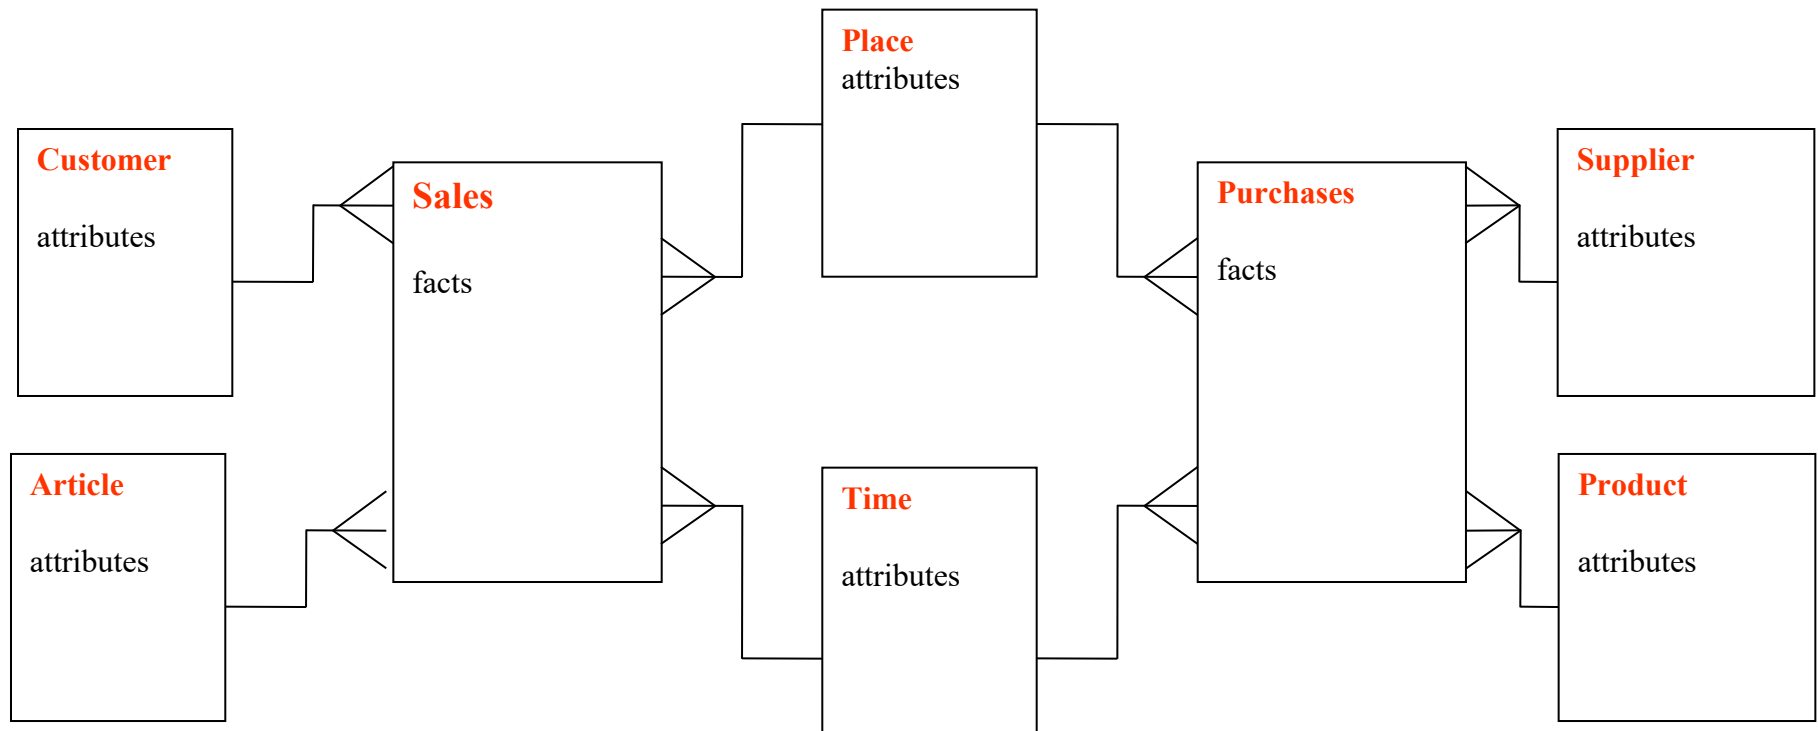 Place
attributes
Customer
attributes
Sales
facts
Purchases
facts
Supplier
attributes
Article
attributes
Time
attributes
Product
attributes